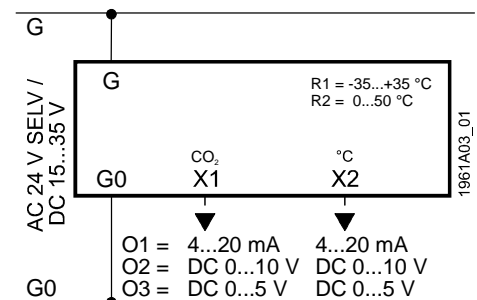 G
G
R1 = -35...+35 °C
R2 = 0...50 °C
AC 24 V SELV /
DC 15...35 V
1961A03_01
CO₂
°C
G0
X1
X2
O1 = 4...20 mA 4...20 mA
O2 = DC 0...10 V DC 0...10 V
G0
O3 = DC 0...5 V DC 0...5 V